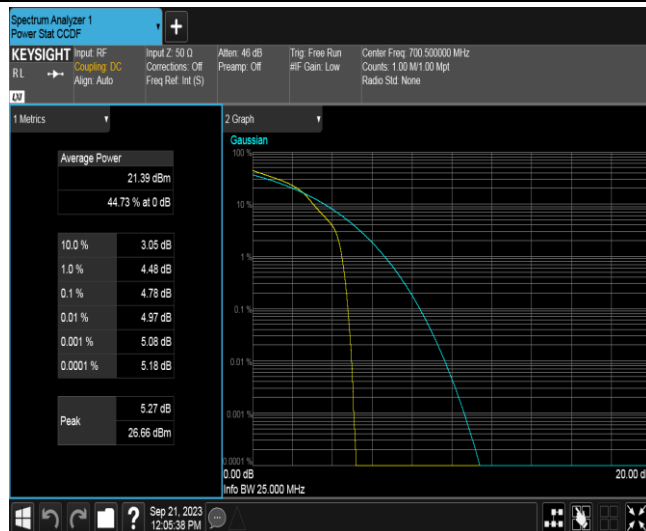 Spectrum Analyzer 1
Power Stat CCDF
+
KEYSIGHT
RL
Input: RF
Coupling: DC
Align: Auto
Input Z: 50 Ω
Corrections: Off
Freq Ref: Int (S)
Atten: 46 dB
Preamp: Off
Trig: Free Run
#IF Gain: Low
Center Freq: 700.500000 MHz
Counts: 1.00 M/1.00 Mpt
Radio Std: None
1 Metrics
Average Power
21.39 dBm
44.73 % at 0 dB
10.0 % 3.05 dB
1.0 % 4.48 dB
0.1 % 4.78 dB
0.01 % 4.97 dB
0.001 % 5.08 dB
0.0001 % 5.18 dB
Peak
5.27 dB
26.66 dBm
2 Graph
Gaussian
100 %
10 %
1 %
0.1 %
0.01 %
0.001 %
0.0001 %
0.00 dB
20.00 d
Info BW 25.000 MHz
?
Sep 21, 2023
12:05:38 PM